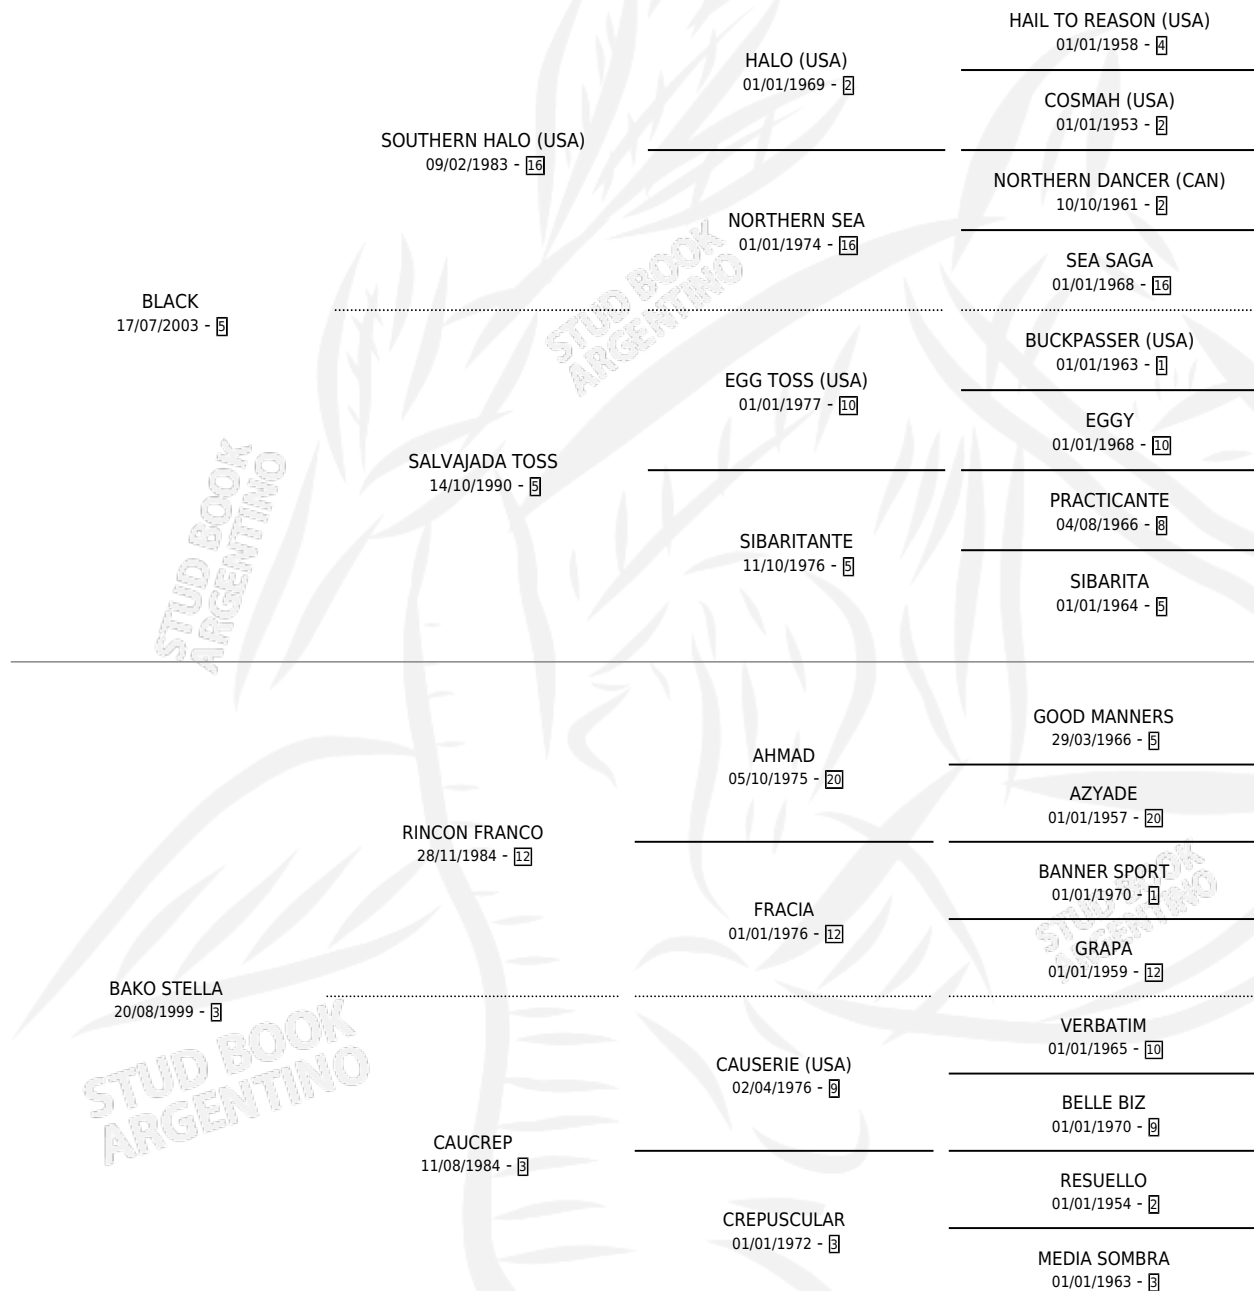 HAIL TO REASON (USA)
01/01/1958 - 4
HALO (USA)
01/01/1969 - 2
COSMAH (USA)
01/01/1953 - 2
SOUTHERN HALO (USA)
09/02/1983 - 16
NORTHERN DANCER (CAN)
10/10/1961 - 2
NORTHERN SEA
01/01/1974 - 16
SEA SAGA
01/01/1968 - 16
BLACK
17/07/2003 - 5
STUD BOOK
ARGENTINO
BUCKPASSER (USA)
01/01/1963 - 1
EGG TOSS (USA)
01/01/1977 - 10
EGGY
01/01/1968 - 10
SALVAJADA TOSS
14/10/1990 - 5
PRACTICANTE
04/08/1966 - 8
SIBARITANTE
11/10/1976 - 5
SIBARITA
01/01/1964 - 5
STUD BOOK
ARGENTINO
GOOD MANNERS
29/03/1966 - 5
AHMAD
05/10/1975 - 20
AZYADE
01/01/1957 - 20
RINCON FRANCO
28/11/1984 - 12
BANNER SPORT
01/01/1970 - 1
FRACIA
01/01/1976 - 12
GRAPA
01/01/1959 - 12
STUD BOOK
ARGENTINO
BAKO STELLA
20/08/1999 - 3
STUD BOOK
ARGENTINO
VERBATIM
01/01/1965 - 10
CAUSERIE (USA)
02/04/1976 - 9
BELLE BIZ
01/01/1970 - 9
CAUCREP
11/08/1984 - 3
RESUELLO
01/01/1954 - 2
CREPUSCULAR
01/01/1972 - 3
MEDIA SOMBRA
01/01/1963 - 3